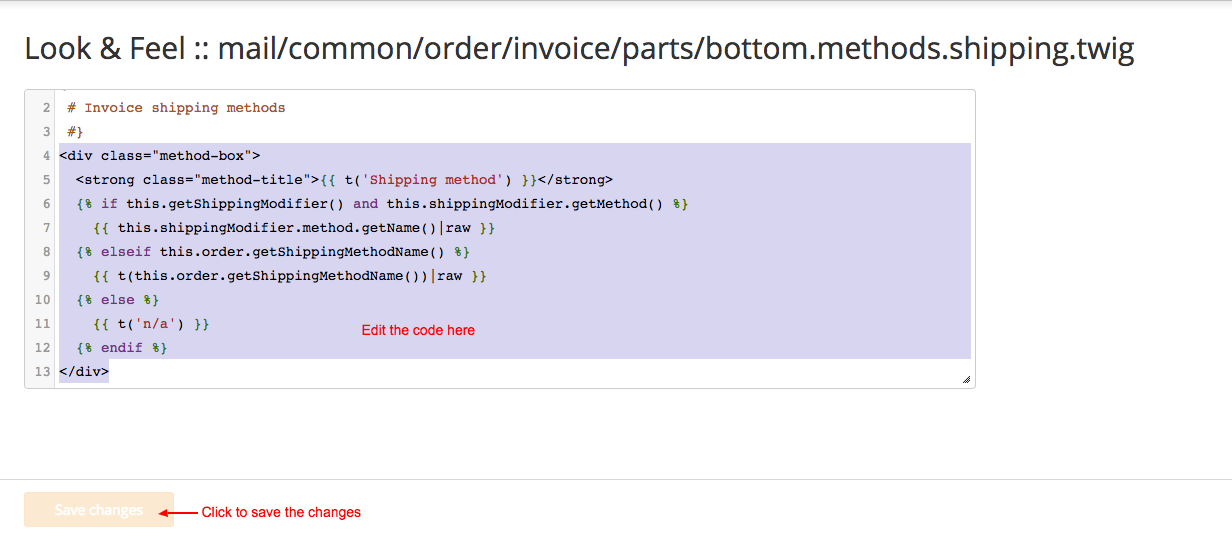 Look & Feel :: mail/common/order/invoice/parts/bottom.methods.shipping.twig
2 # Invoice shipping methods
3 #}
4 <div class="method-box">
5 <strong class="method-title">{{ t('Shipping method') }}</strong>
6 {% if this.getShippingModifier() and this.shippingModifier.getMethod() %}
7 {{ this.shippingModifier.method.getName()|raw }}
8 {% elseif this.order.getShippingMethodName() %}
9 {{ t(this.order.getShippingMethodName())|raw }}
10 {% else %}
11 {{ t('n/a') }}
Edit the code here
12 {% endif %}
13 </div>
Save changes
Click to save the changes